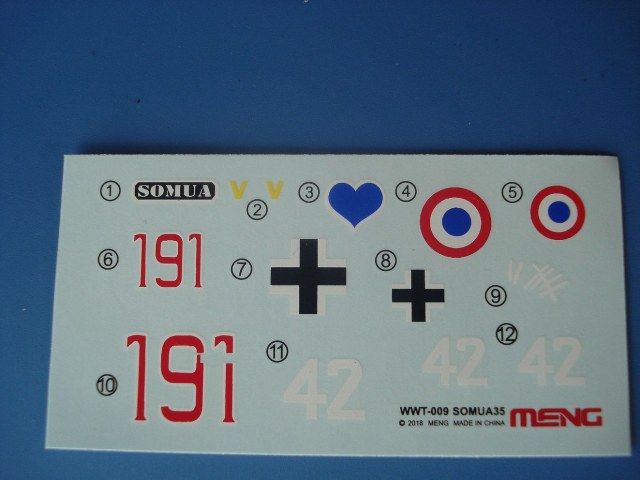 ① SOMUA V V ② ③ ④ ⑤
⑥ 191 ⑦ ⑧ ⑨ V
⑩ 191 ⑪ 42 42 ⑫ 42
WWT-009 SOMUA35
© 2018 MENG MADE IN CHINA
MENG